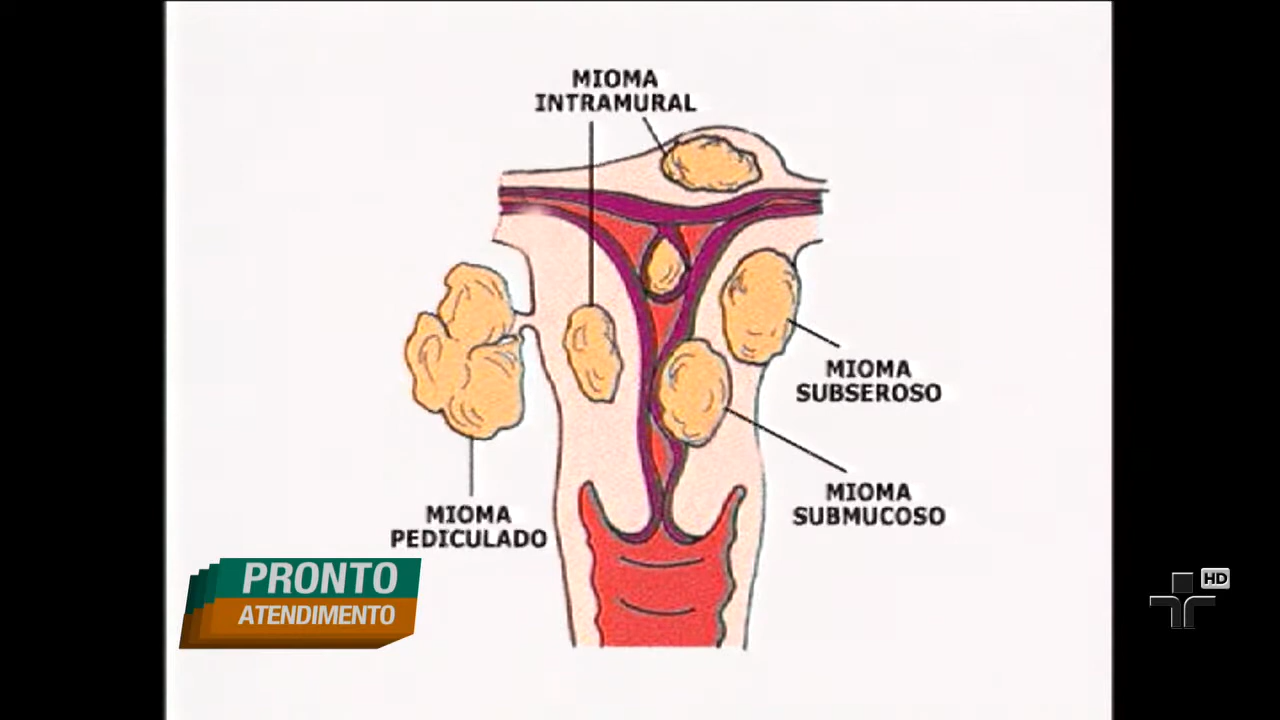 MIOMA
INTRAMURAL
MIOMA
SUBSEROSO
MIOMA
SUBMUCOSO
MIOMA
PEDICULADO
PRONTO
ATENDIMENTO
HD